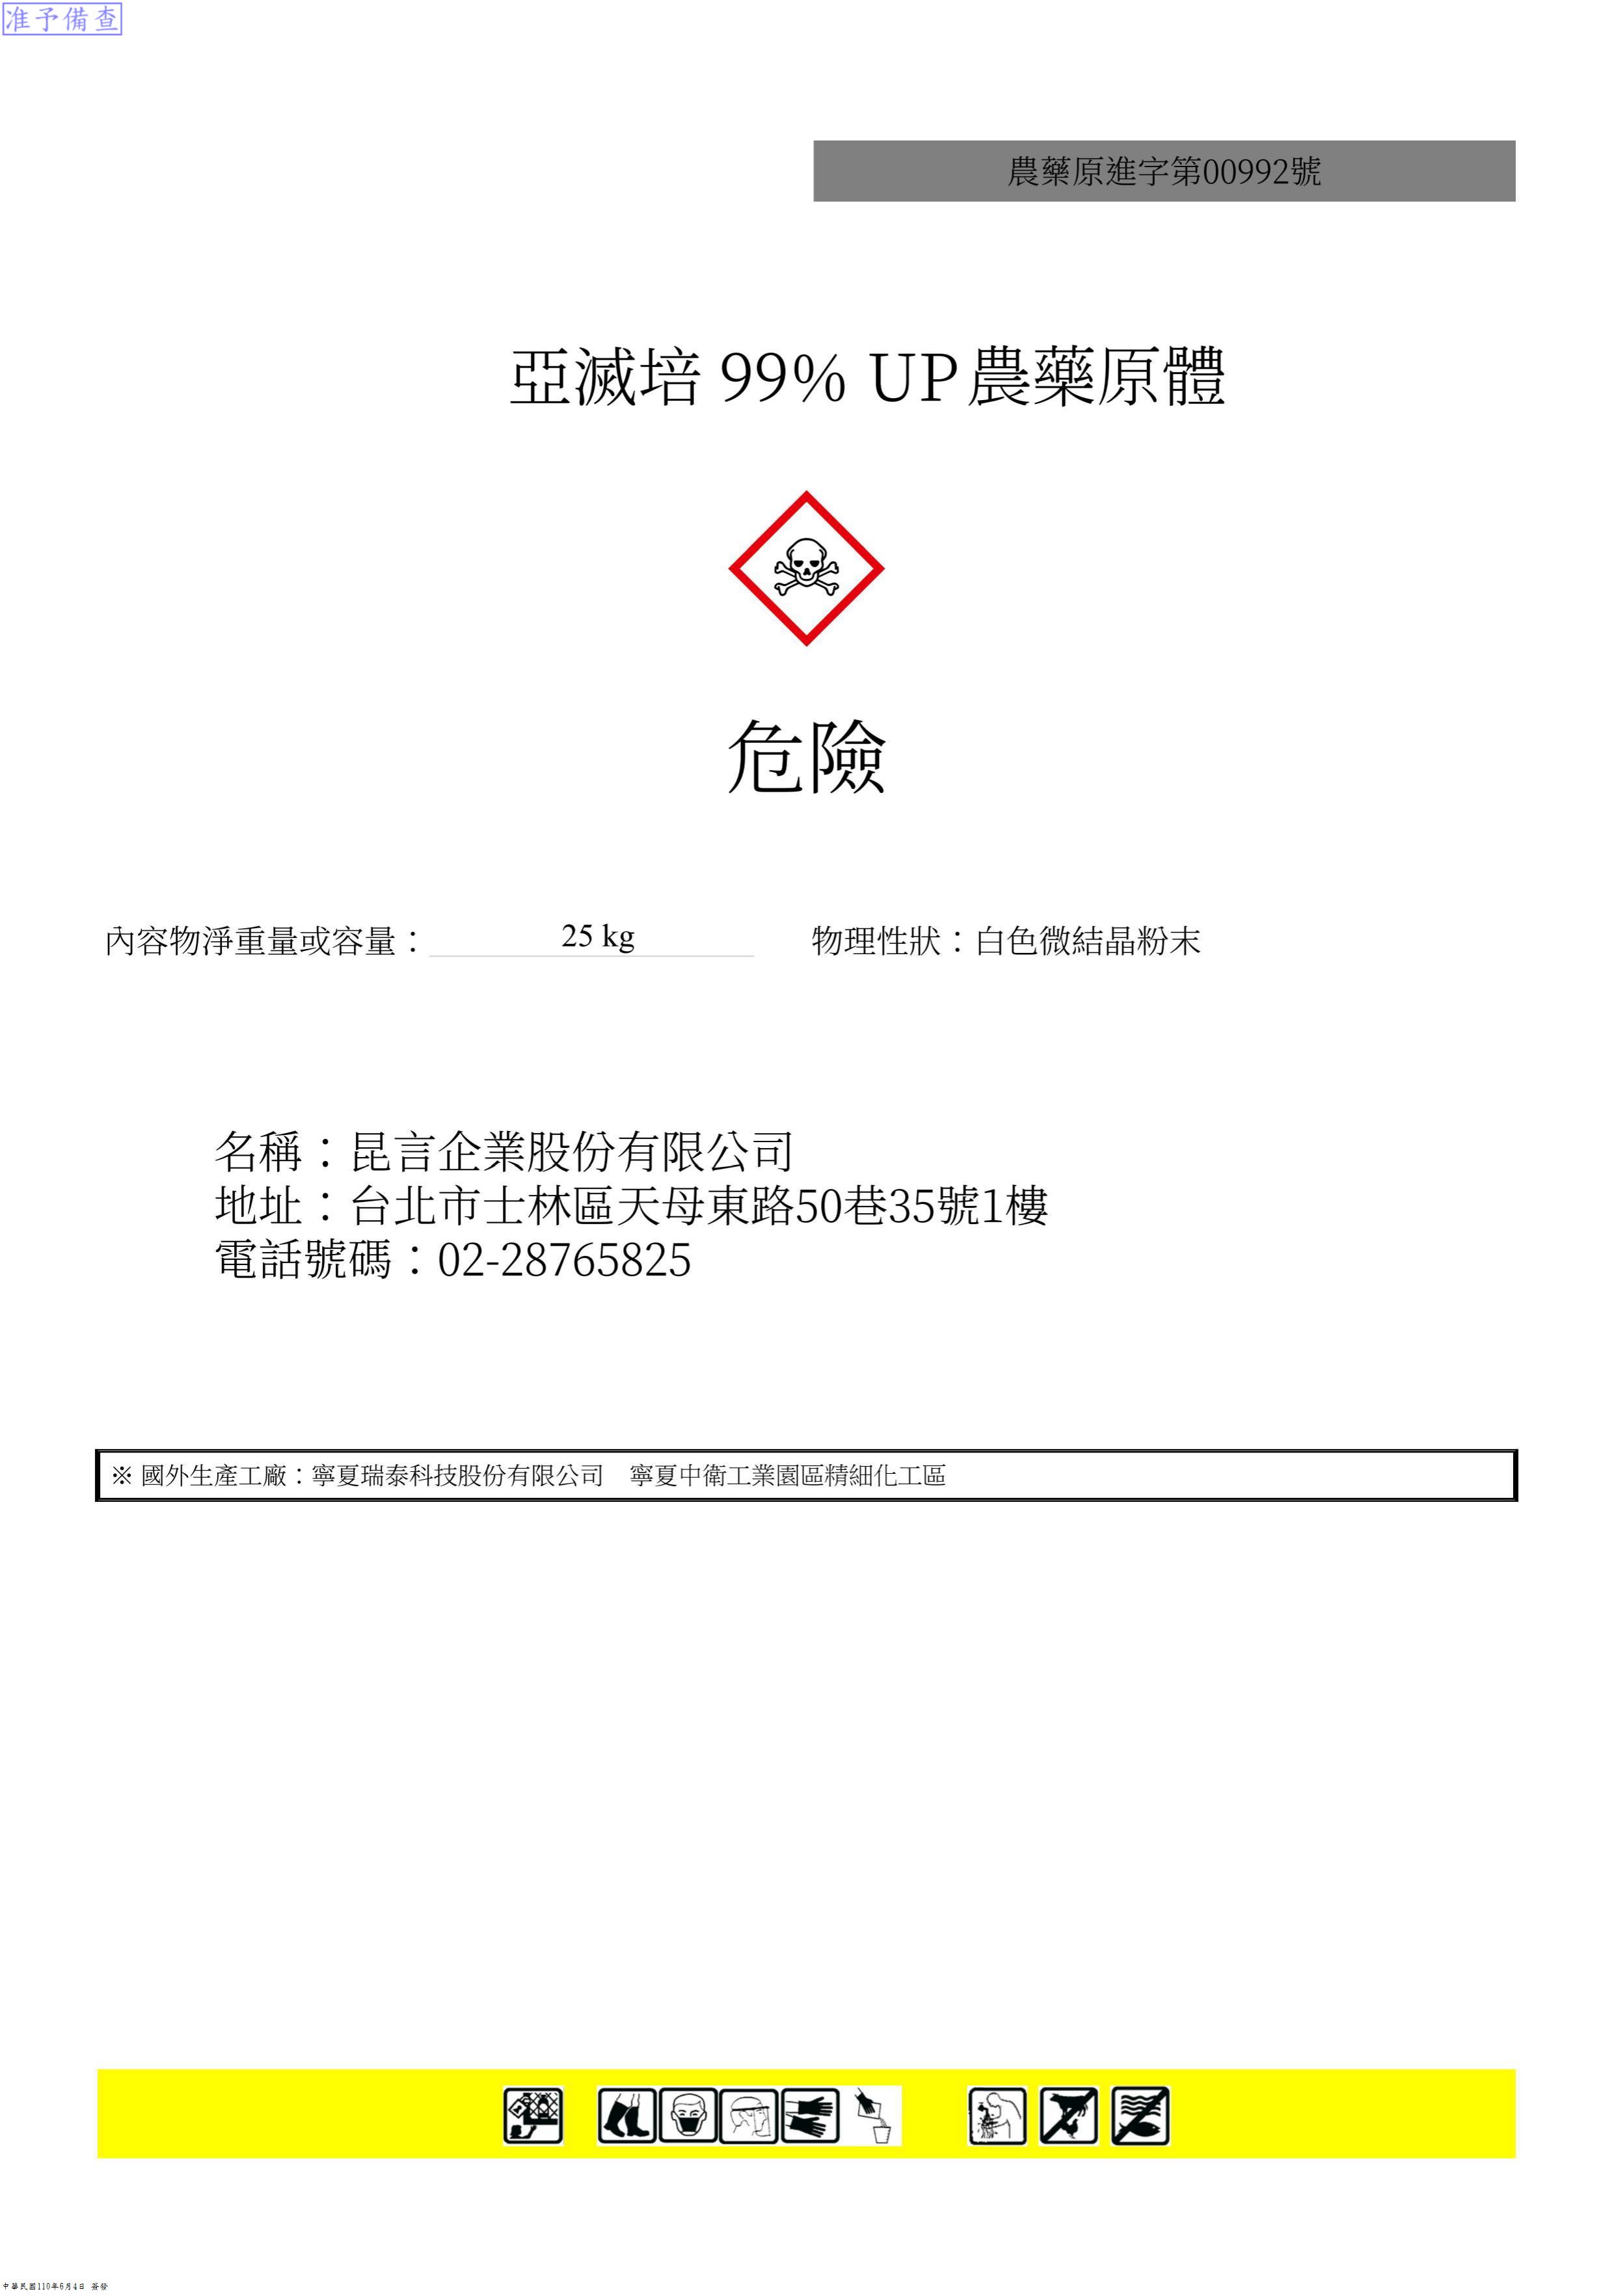 准予備查
農藥原進字第00992號
亞滅培 99% UP農藥原體
危險
內容物淨重量或容量： 25 kg 物理性狀：白色微結晶粉末
名稱：昆言企業股份有限公司
地址：台北市士林區天母東路50巷35號1樓
電話號碼：02-28765825
※ 國外生產工廠：寧夏瑞泰科技股份有限公司　寧夏中衛工業園區精細化工區
中華民國110年6月4日 簽發